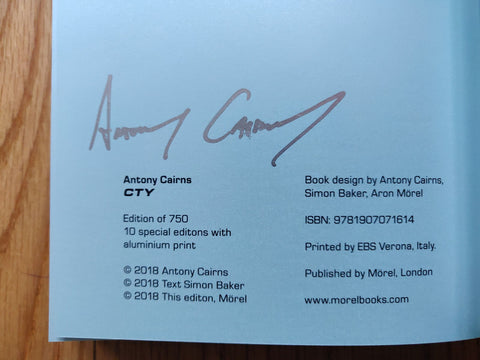 Antony Cairns
Antony Cairns
CTY
Edition of 750
10 special editons with
aluminium print
© 2018 Antony Cairns
© 2018 Text Simon Baker
© 2018 This editon, Mörel
Book design by Antony Cairns,
Simon Baker, Aron Mörel
ISBN: 9781907071614
Printed by EBS Verona, Italy.
Published by Mörel, London
www.morelbooks.com